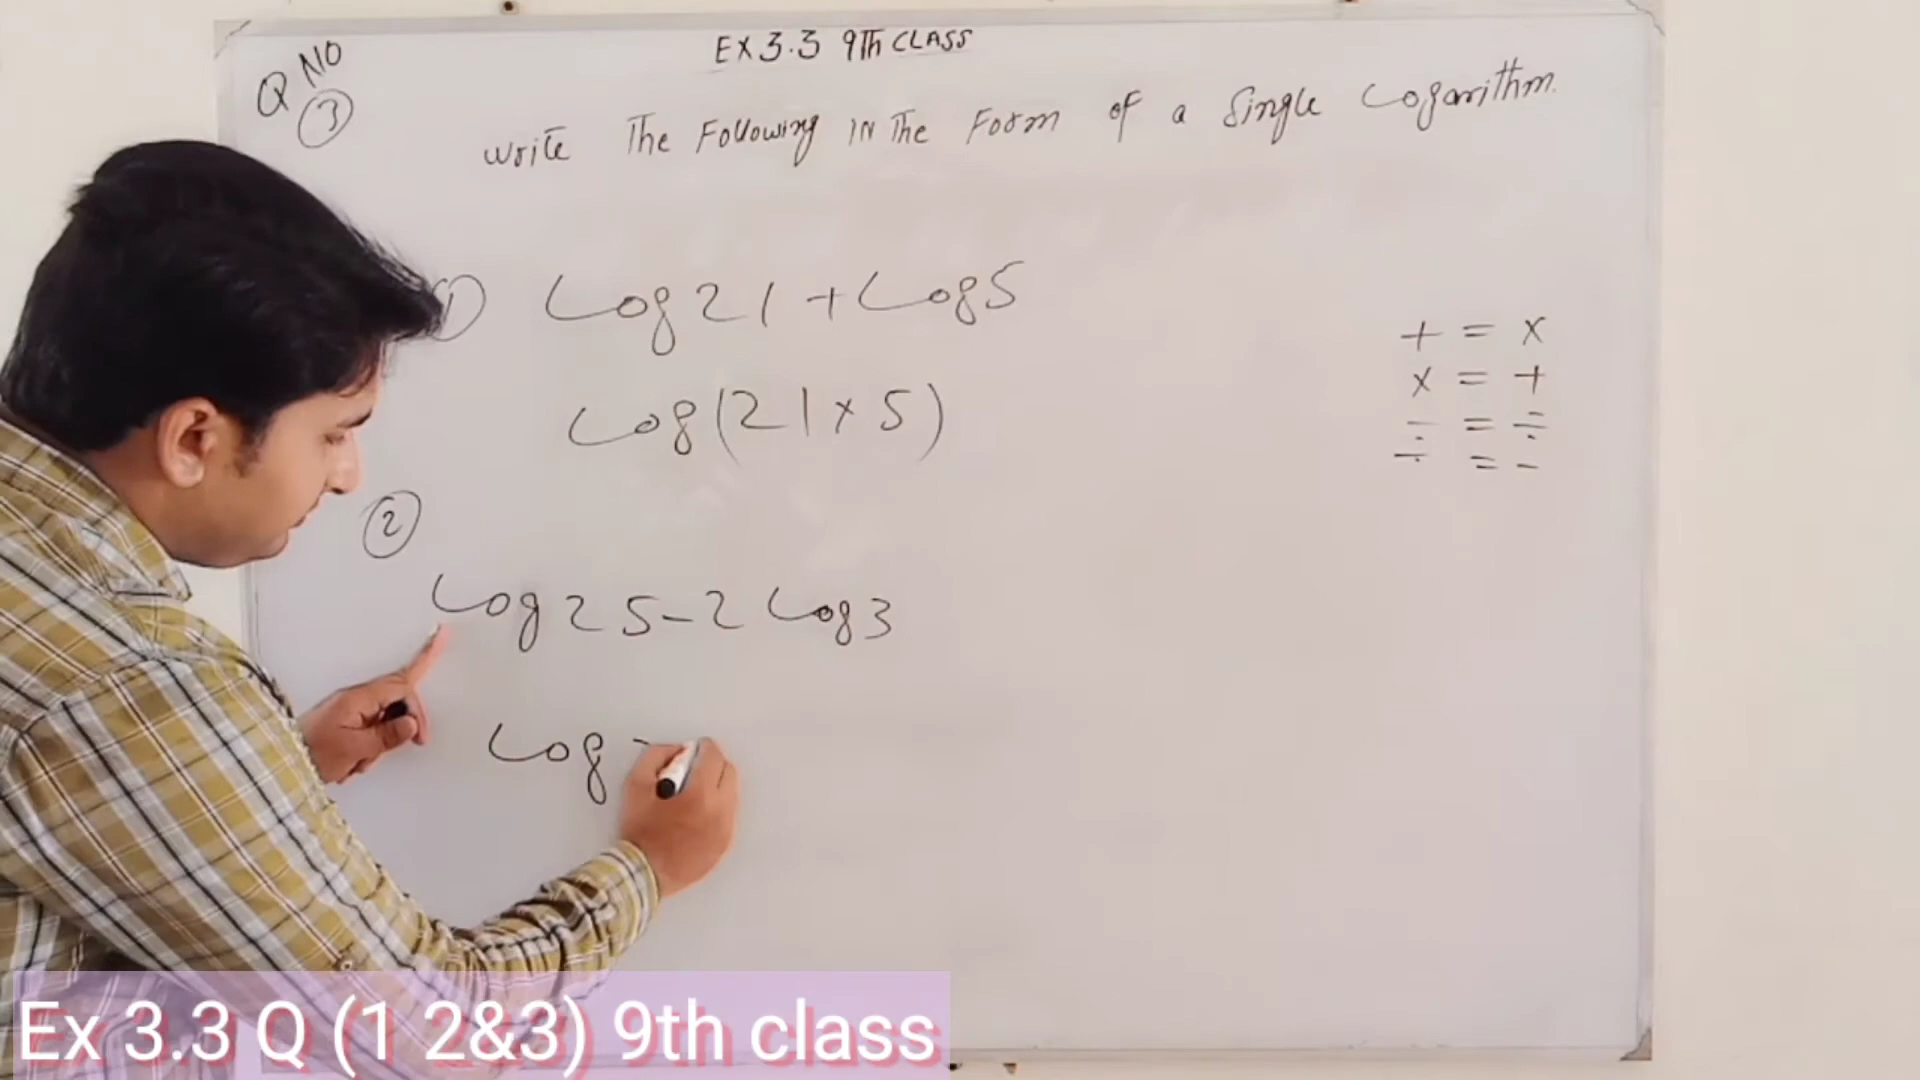 EX 3.3 9TH CLASS
Q NO
3
write The Following IN The Form of a Single Logarithm.
1) Log 21 + Log 5
Log (21 x 5)
2
Log 25 - 2 Log 3
Log
+ = x
x = +
- = ÷
÷ = -
Ex 3.3 Q (1 2&3) 9th class